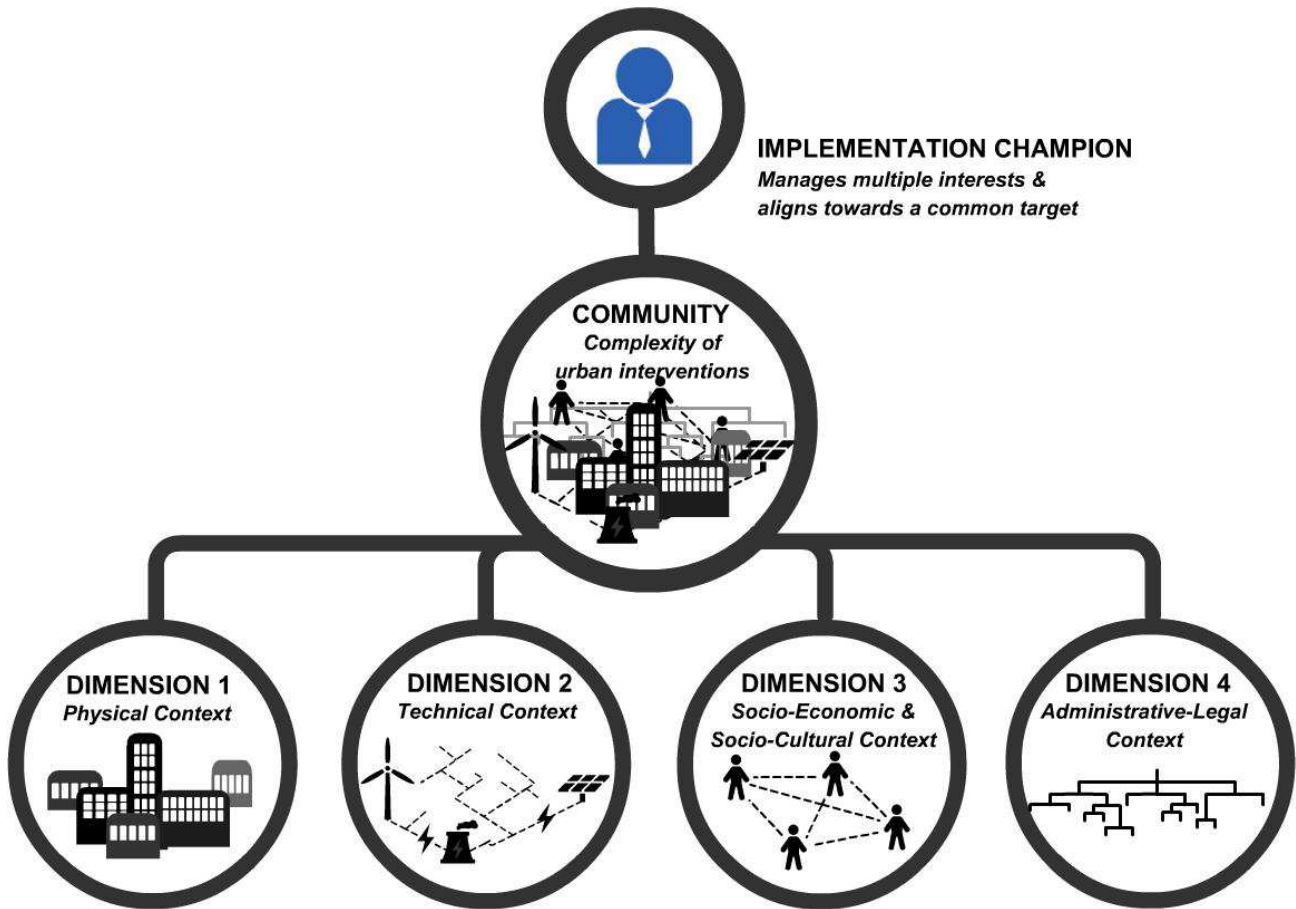 IMPLEMENTATION CHAMPION
Manages multiple interests &
aligns towards a common target
COMMUNITY
Complexity of
urban interventions
DIMENSION 1
Physical Context
DIMENSION 2
Technical Context
DIMENSION 3
Socio-Economic &
Socio-Cultural Context
DIMENSION 4
Administrative-Legal
Context